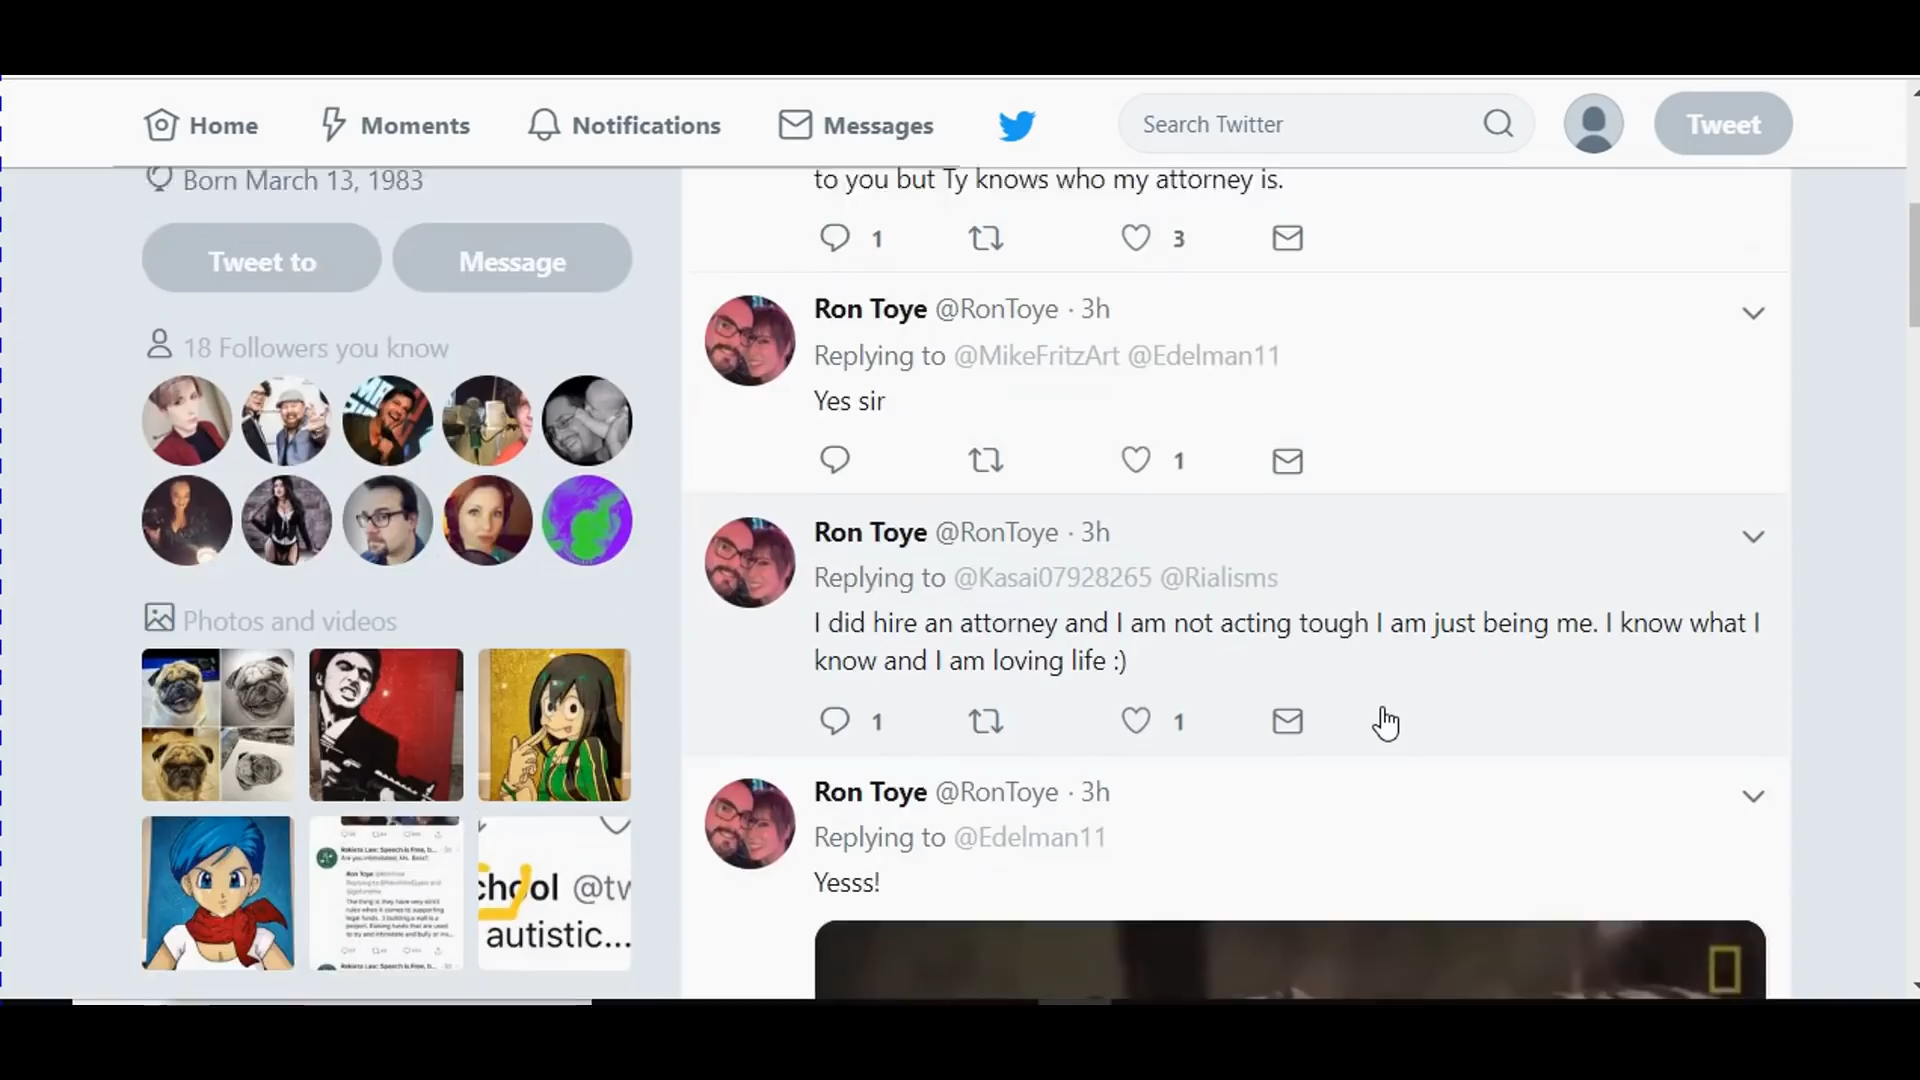 Home
Moments
Notifications
Messages
Search Twitter
Tweet
Born March 13, 1983
Tweet to
Message
18 Followers you know
Photos and videos
chool @tw
autistic...
to you but Ty knows who my attorney is.
1
3
Ron Toye @RonToye · 3h
Replying to @MikeFritzArt @Edelman11
Yes sir
1
Ron Toye @RonToye · 3h
Replying to @Kasai07928265 @Rialisms
I did hire an attorney and I am not acting tough I am just being me. I know what I
know and I am loving life :)
1
1
Ron Toye @RonToye · 3h
Replying to @Edelman11
Yesss!